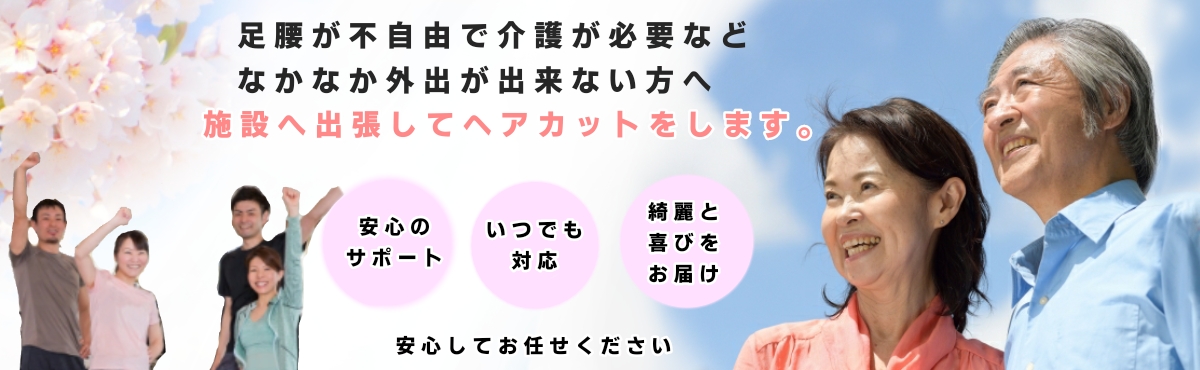 足腰が不自由で介護が必要など
なかなか外出が出来ない方へ
施設へ出張してヘアカットをします。
安心の
サポート
いつでも
対応
綺麗と
喜びを
お届け
安心してお任せください